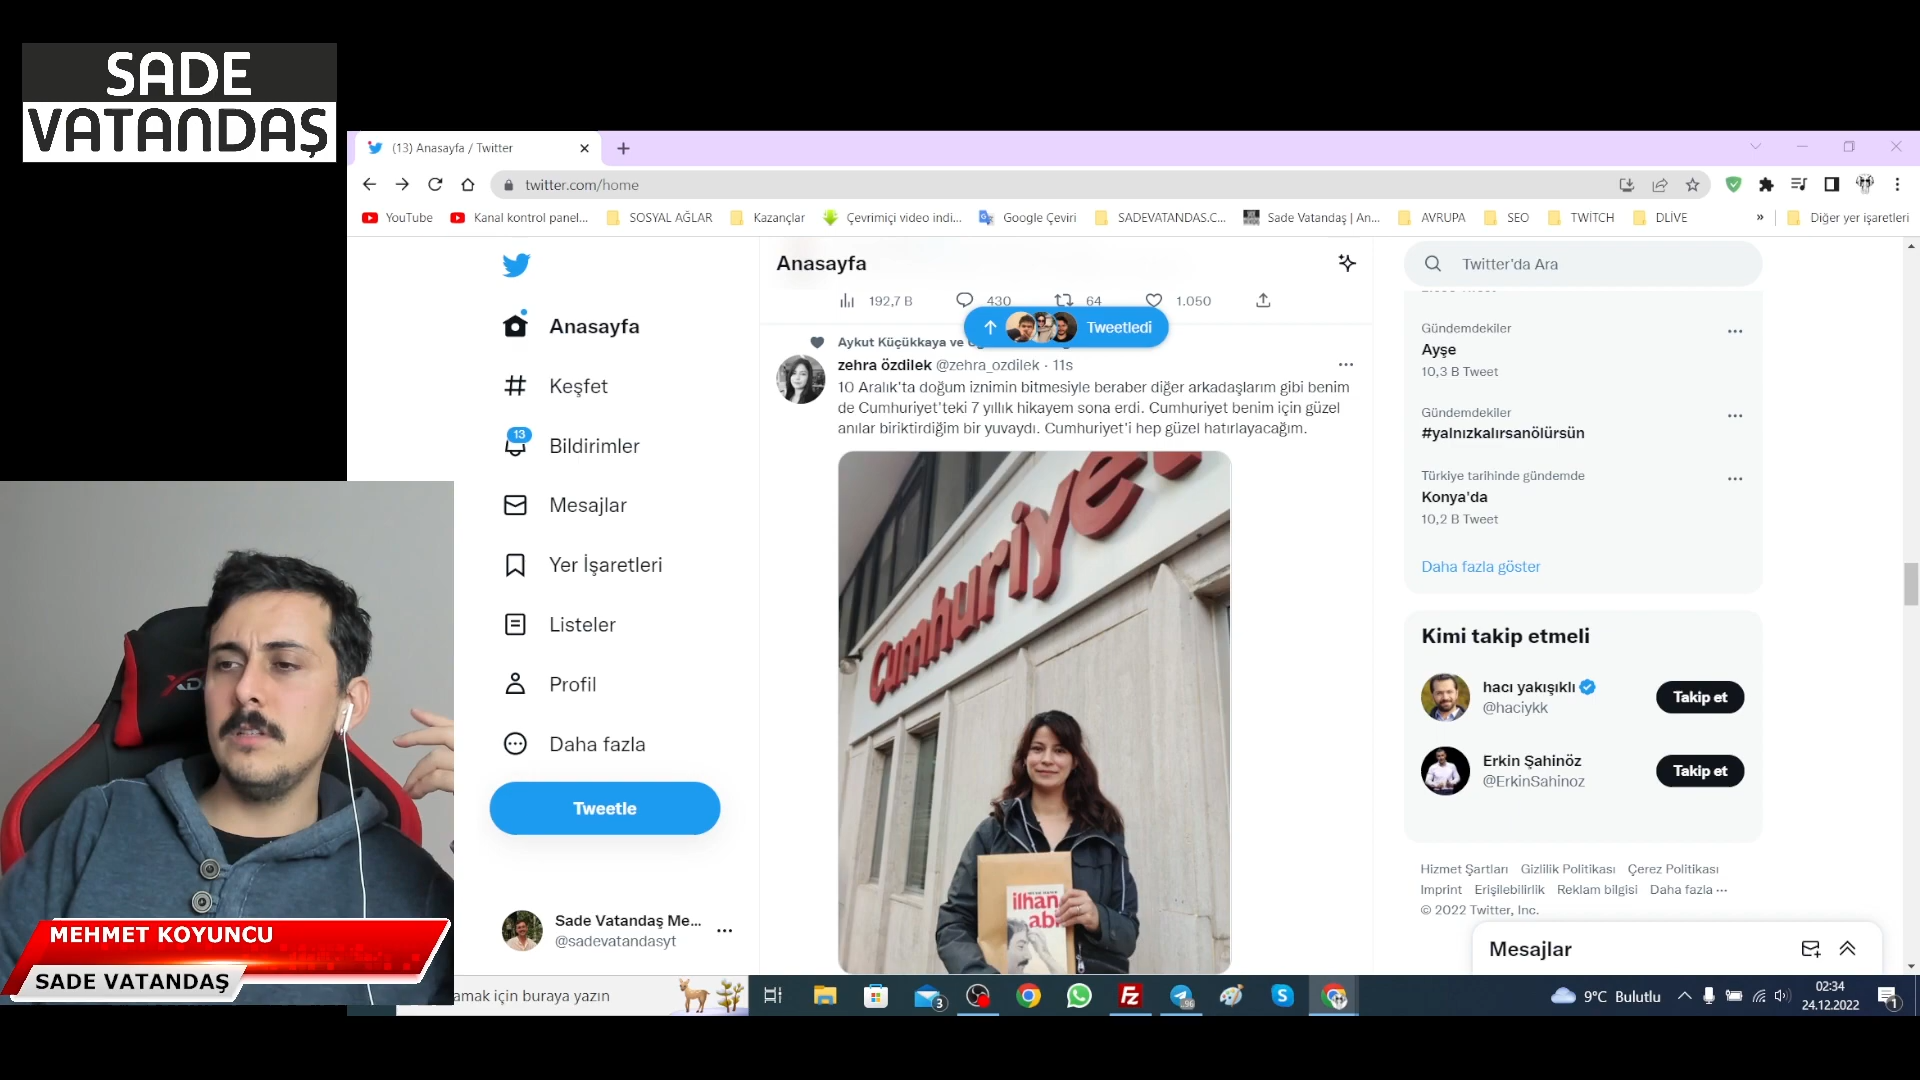 SADE
VATANDAŞ
(13) Anasayfa / Twitter
twitter.com/home
YouTube
Kanal kontrol panel...
SOSYAL AĞLAR
Kazançlar
Çevrimiçi video indi...
Google Çeviri
SADEVATANDAS.C...
Sade Vatandaş | An...
AVRUPA
SEO
TWİTCH
DLİVE
»
Diğer yer işaretleri
Anasayfa
Keşfet
13
Bildirimler
Mesajlar
Yer İşaretleri
Listeler
Profil
Daha fazla
Tweetle
Sade Vatandaş Me...
@sadevatandasyt
Anasayfa
192,7 B
430
64
1.050
Tweetledi
Aykut Küçükkaya ve
zehra özdilek @zehra_ozdilek · 11s
10 Aralık'ta doğum iznimin bitmesiyle beraber diğer arkadaşlarım gibi benim
de Cumhuriyet'teki 7 yıllık hikayem sona erdi. Cumhuriyet benim için güzel
anılar biriktirdiğim bir yuvaydı. Cumhuriyet'i hep güzel hatırlayacağım.
Cumhuriyet
ilhan
abi
Twitter'da Ara
Gündemdekiler
Ayşe
10,3 B Tweet
Gündemdekiler
#yalnızkalırsanölürsün
Türkiye tarihinde gündemde
Konya'da
10,2 B Tweet
Daha fazla göster
Kimi takip etmeli
hacı yakışıklı
@haciykk
Takip et
Erkin Şahinöz
@ErkinSahinoz
Takip et
Hizmet Şartları Gizlilik Politikası Çerez Politikası
Imprint Erişilebilirlik Reklam bilgisi Daha fazla ···
© 2022 Twitter, Inc.
Mesajlar
MEHMET KOYUNCU
SADE VATANDAŞ
amak için buraya yazın
3
96
9°C Bulutlu
02:34
24.12.2022
1